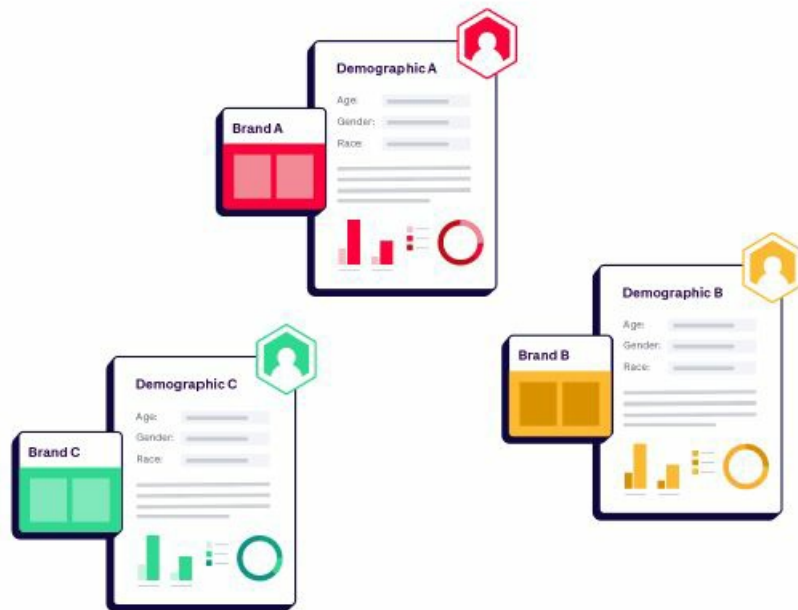 Demographic A
Age:
Gender:
Race:
Brand A
Demographic B
Age:
Gender:
Race:
Brand B
Demographic C
Age:
Gender:
Race:
Brand C